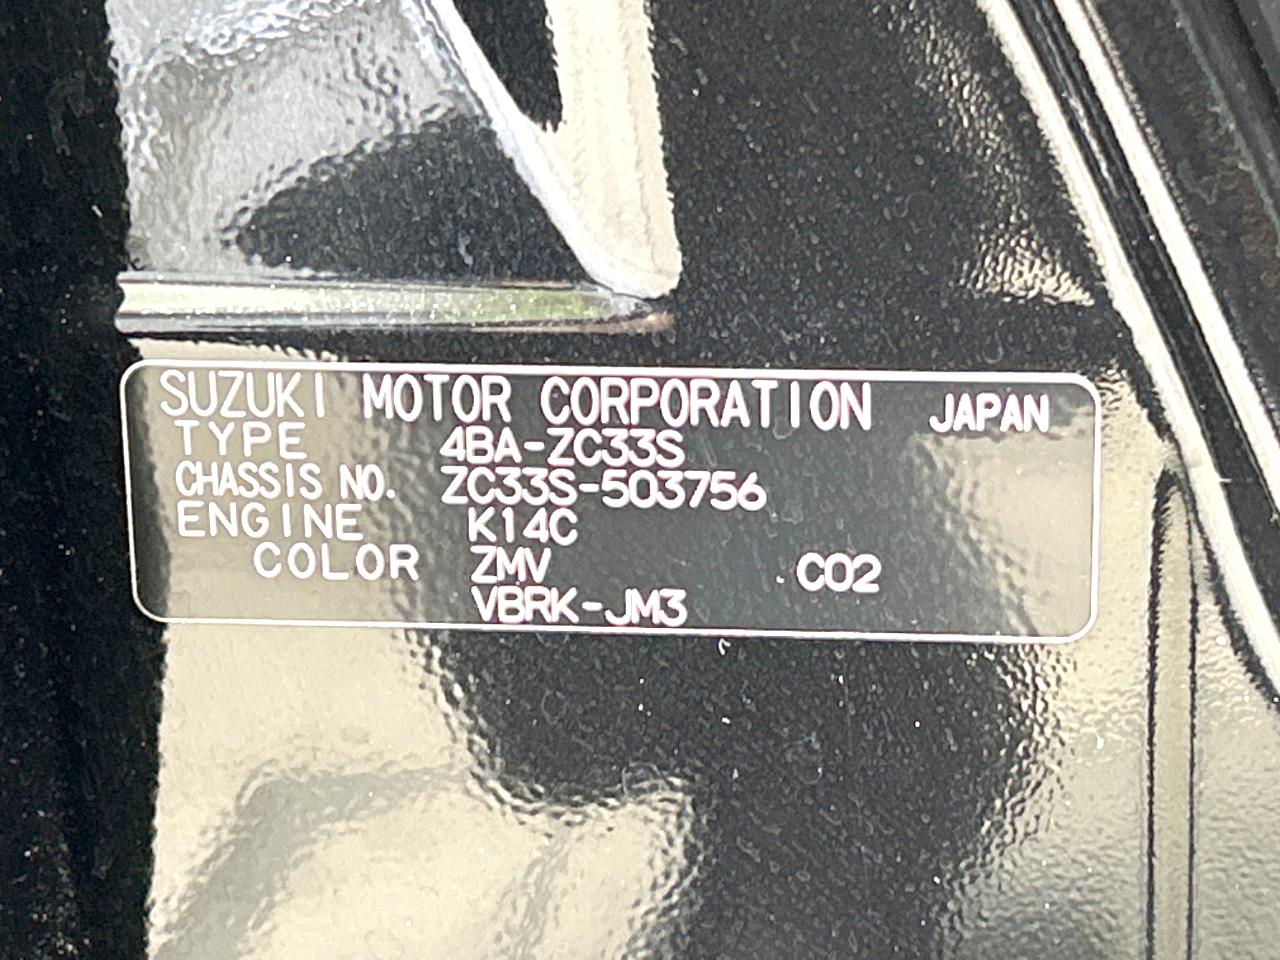 SUZUKI MOTOR CORPORATION JAPAN
TYPE 4BA-ZC33S
CHASSIS NO. ZC33S-503756
ENGINE K14C
COLOR ZMV C02
VBRK-JM3